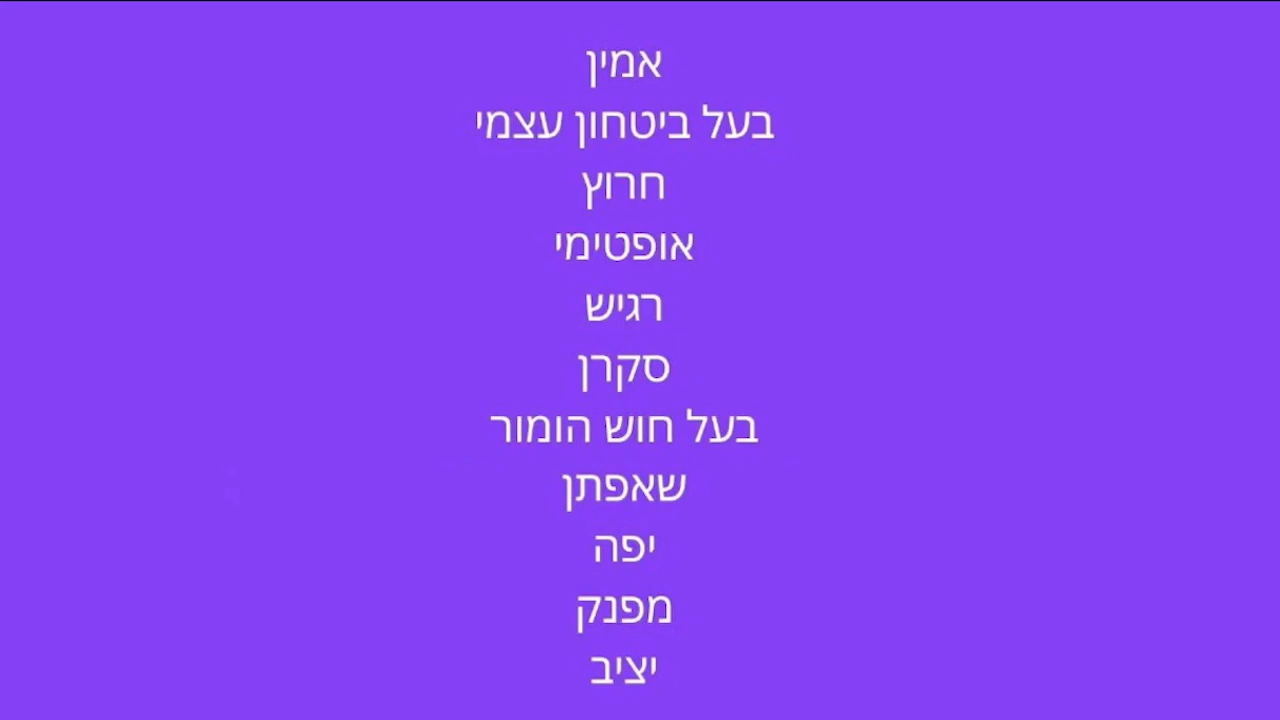 אמין
בעל ביטחון עצמי
חרוץ
אופטימי
רגיש
סקרן
בעל חוש הומור
שאפתן
יפה
מפנק
יציב